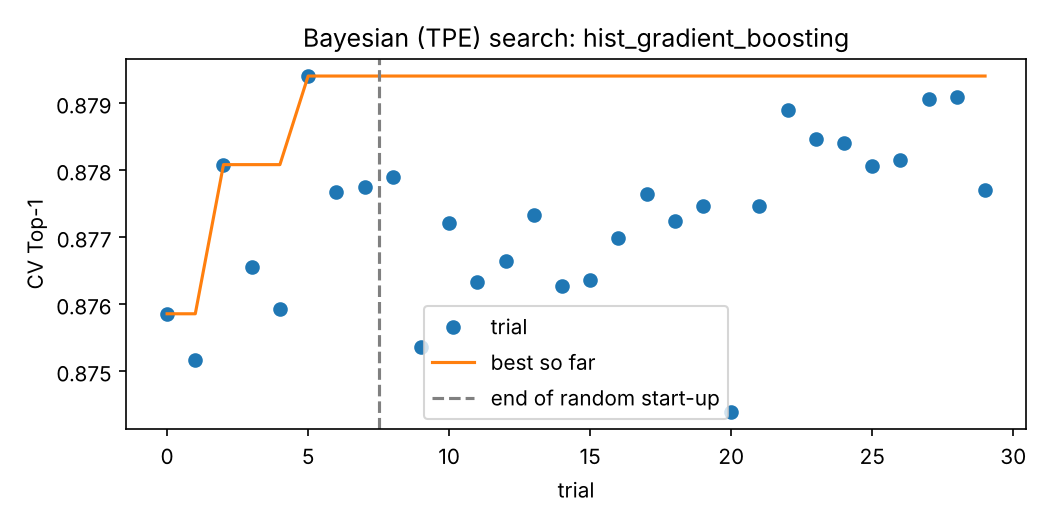 Bayesian (TPE) search: hist_gradient_boosting
CV Top-1
0.879
0.878
0.877
0.876
0.875
trial
best so far
end of random start-up
0 5 10 15 20 25 30
trial